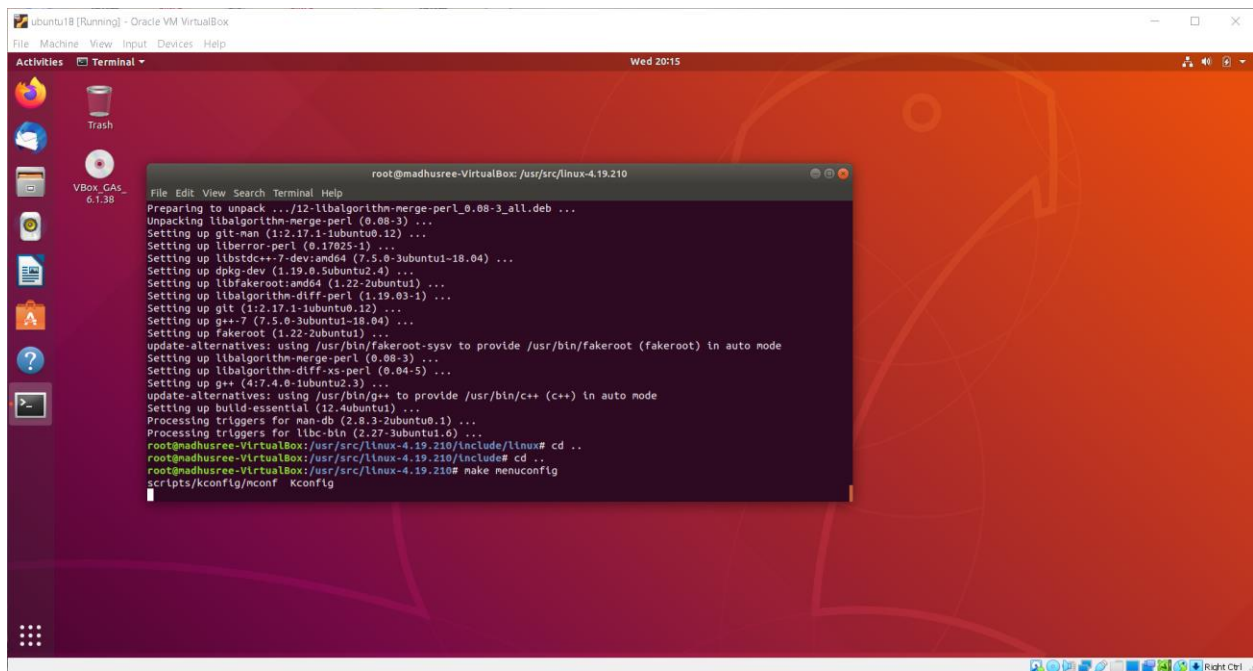 ubuntu18 [Running] - Oracle VM VirtualBox
File Machine View Input Devices Help
Activities Terminal Wed 20:15
Trash
VBox_GAs_
6.1.38
root@madhusree-VirtualBox: /usr/src/linux-4.19.210
File Edit View Search Terminal Help
Preparing to unpack .../12-libalgorithm-merge-perl_0.08-3_all.deb ...
Unpacking libalgorithm-merge-perl (0.08-3) ...
Setting up git-man (1:2.17.1-1ubuntu0.12) ...
Setting up liberror-perl (0.17025-1) ...
Setting up libstdc++-7-dev:amd64 (7.5.0-3ubuntu1~18.04) ...
Setting up dpkg-dev (1.19.0.5ubuntu2.4) ...
Setting up libfakeroot:amd64 (1.22-2ubuntu1) ...
Setting up libalgorithm-diff-perl (1.19.03-1) ...
Setting up git (1:2.17.1-1ubuntu0.12) ...
Setting up g++-7 (7.5.0-3ubuntu1~18.04) ...
Setting up fakeroot (1.22-2ubuntu1) ...
update-alternatives: using /usr/bin/fakeroot-sysv to provide /usr/bin/fakeroot (fakeroot) in auto mode
Setting up libalgorithm-merge-perl (0.08-3) ...
Setting up libalgorithm-diff-xs-perl (0.04-5) ...
Setting up g++ (4:7.4.0-1ubuntu2.3) ...
update-alternatives: using /usr/bin/g++ to provide /usr/bin/c++ (c++) in auto mode
Setting up build-essential (12.4ubuntu1) ...
Processing triggers for man-db (2.8.3-2ubuntu0.1) ...
Processing triggers for libc-bin (2.27-3ubuntu1.6) ...
root@madhusree-VirtualBox:/usr/src/linux-4.19.210/include/linux# cd ..
root@madhusree-VirtualBox:/usr/src/linux-4.19.210/include# cd ..
root@madhusree-VirtualBox:/usr/src/linux-4.19.210# make menuconfig
scripts/kconfig/mconf Kconfig
Right Ctrl